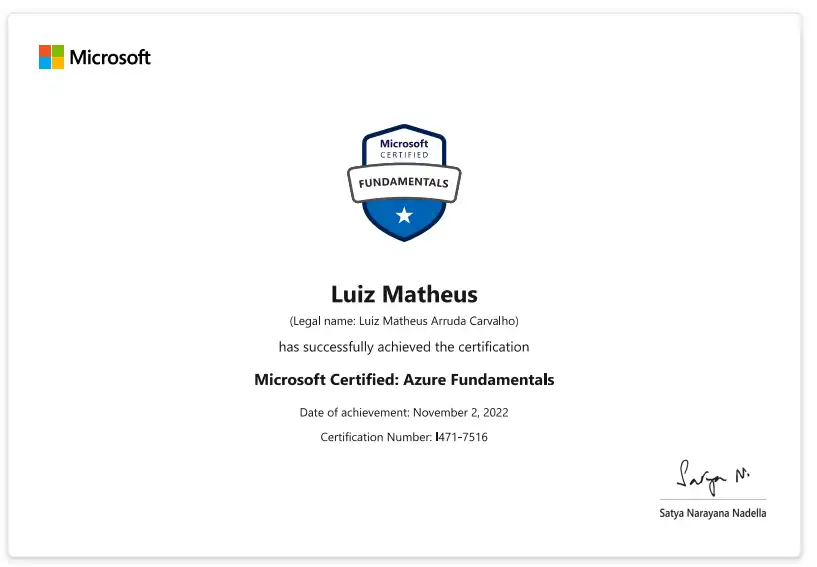 Microsoft
Microsoft
CERTIFIED
FUNDAMENTALS
Luiz Matheus
(Legal name: Luiz Matheus Arruda Carvalho)
has successfully achieved the certification
Microsoft Certified: Azure Fundamentals
Date of achievement: November 2, 2022
Certification Number: I471-7516
Satya N.
Satya Narayana Nadella